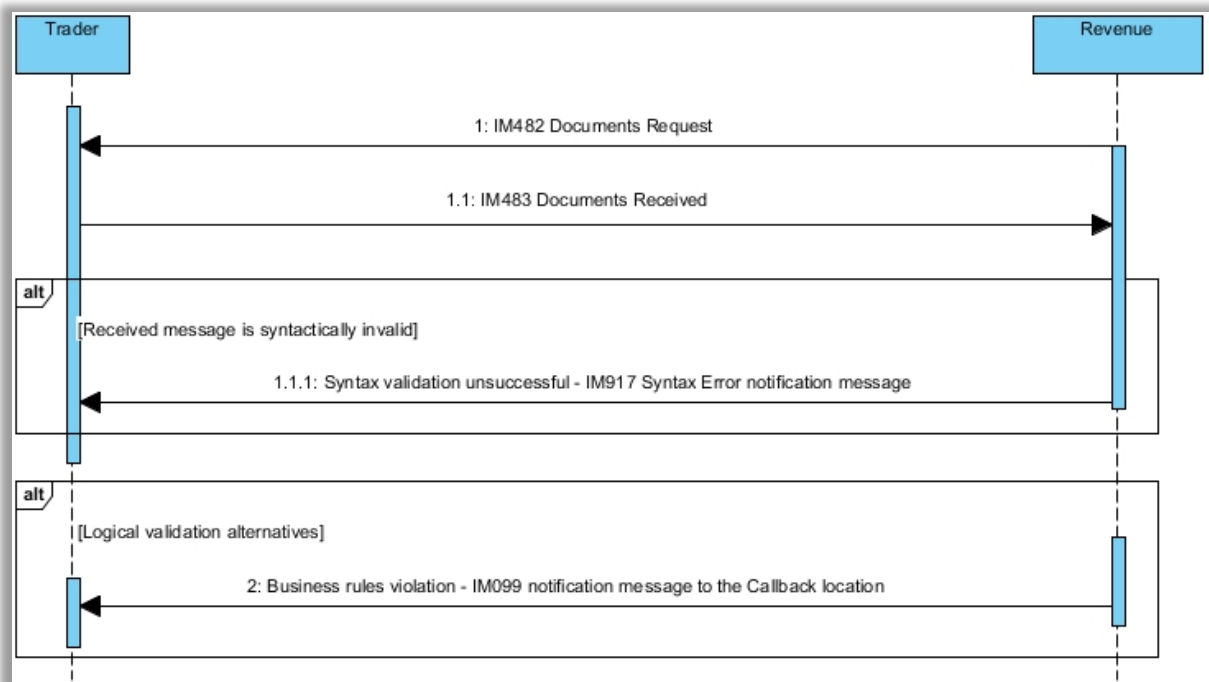 Trader
Revenue
1: IM482 Documents Request
1.1: IM483 Documents Received
alt
[Received message is syntactically invalid]
1.1.1: Syntax validation unsuccessful - IM917 Syntax Error notification message
alt
[Logical validation alternatives]
2: Business rules violation - IM099 notification message to the Callback location